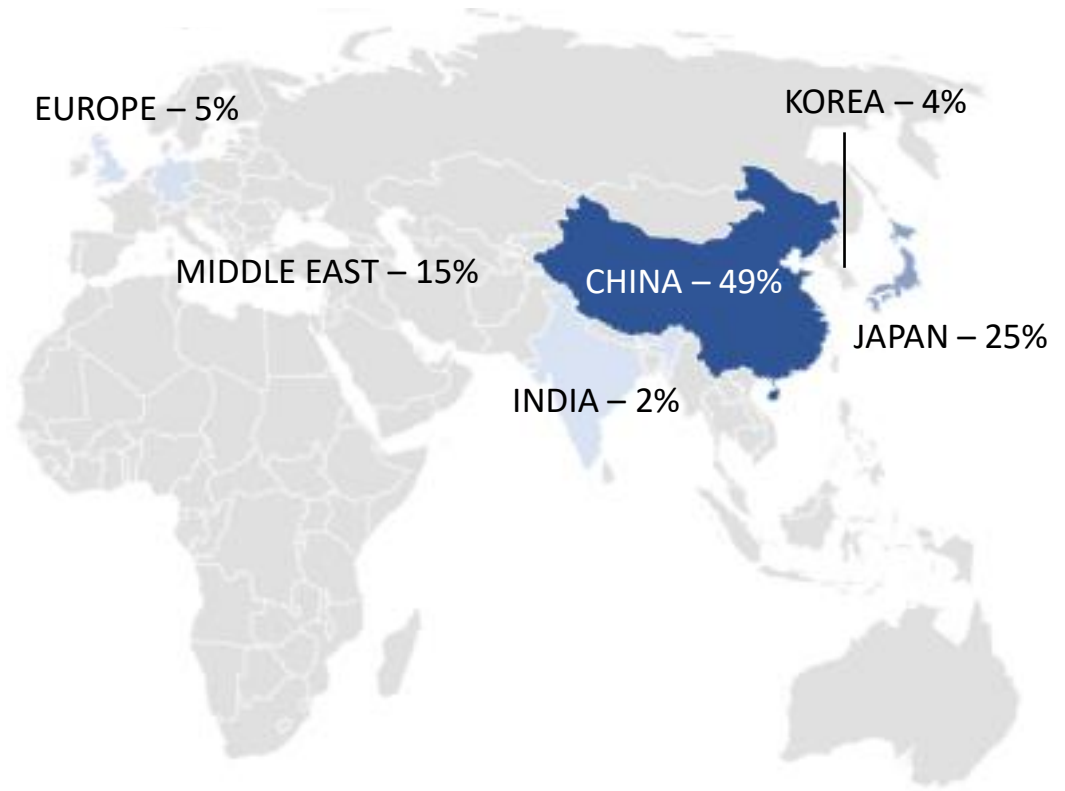 EUROPE – 5%
KOREA – 4%
MIDDLE EAST – 15%
CHINA – 49%
JAPAN – 25%
INDIA – 2%